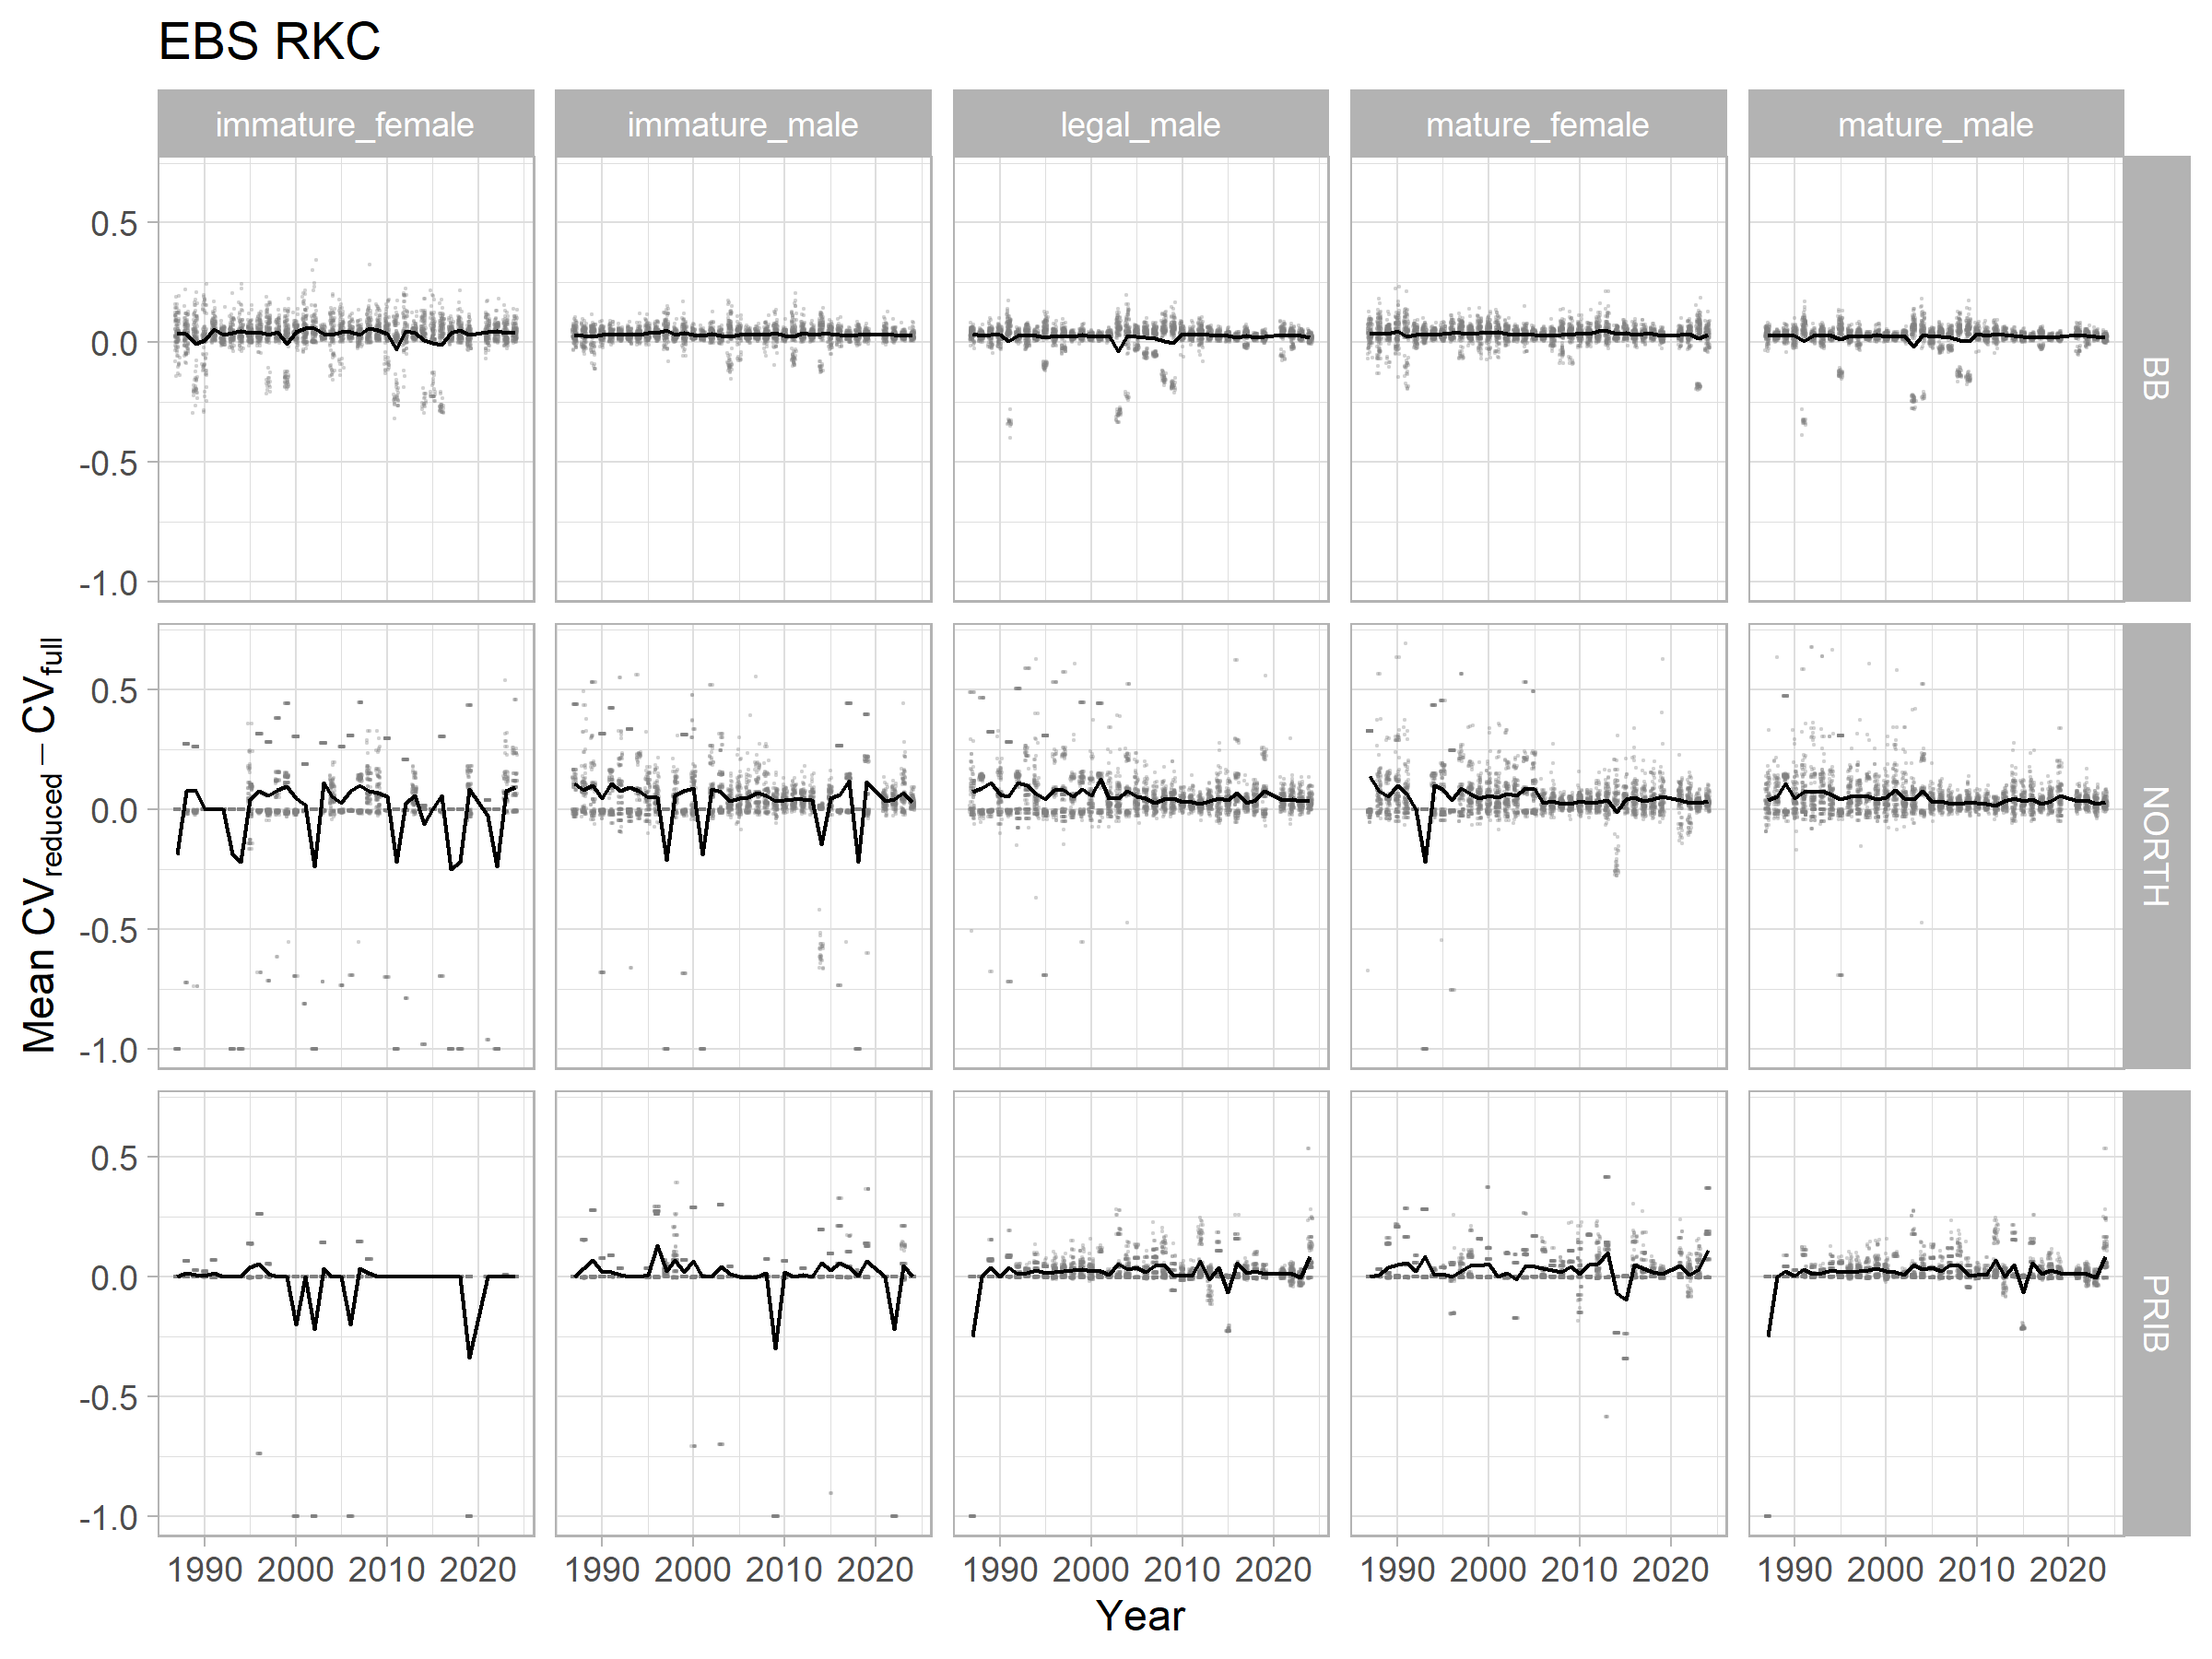 EBS RKC
immature_female immature_male legal_male mature_female mature_male
0.5
0.0
-0.5
-1.0
BB
0.5
0.0
-0.5
-1.0
NORTH
0.5
0.0
-0.5
-1.0
PRIB
Mean CVreduced − CVfull
1990 2000 2010 2020 1990 2000 2010 2020 1990 2000 2010 2020 1990 2000 2010 2020 1990 2000 2010 2020
Year